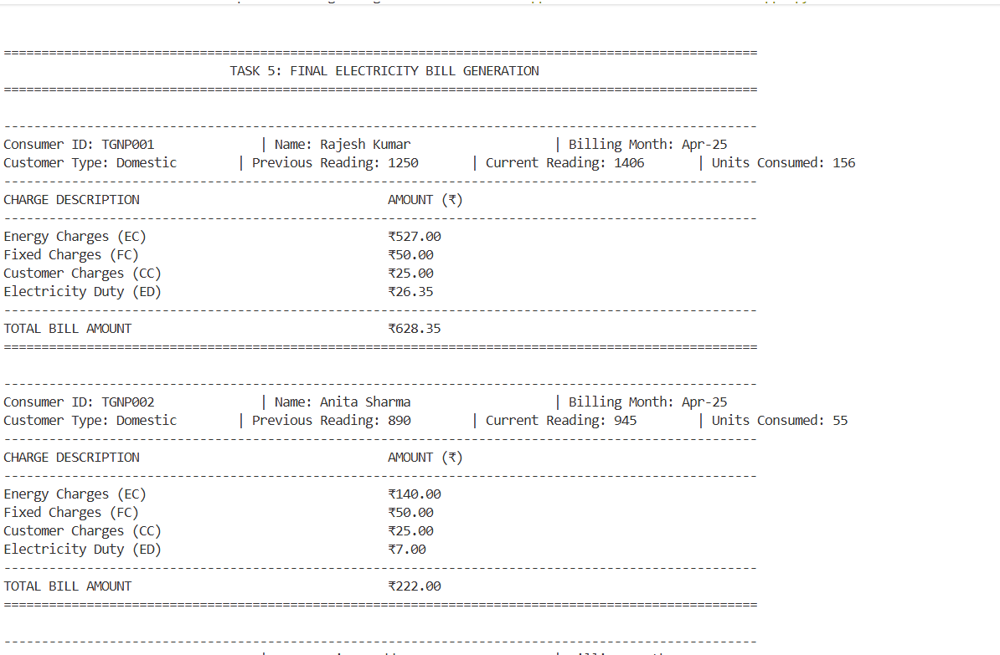 ====================================================================================================
TASK 5: FINAL ELECTRICITY BILL GENERATION
====================================================================================================
----------------------------------------------------------------------------------------------------
Consumer ID: TGNP001 | Name: Rajesh Kumar | Billing Month: Apr-25
Customer Type: Domestic | Previous Reading: 1250 | Current Reading: 1406 | Units Consumed: 156
----------------------------------------------------------------------------------------------------
CHARGE DESCRIPTION AMOUNT (₹)
----------------------------------------------------------------------------------------------------
Energy Charges (EC) ₹527.00
Fixed Charges (FC) ₹50.00
Customer Charges (CC) ₹25.00
Electricity Duty (ED) ₹26.35
----------------------------------------------------------------------------------------------------
TOTAL BILL AMOUNT ₹628.35
====================================================================================================
----------------------------------------------------------------------------------------------------
Consumer ID: TGNP002 | Name: Anita Sharma | Billing Month: Apr-25
Customer Type: Domestic | Previous Reading: 890 | Current Reading: 945 | Units Consumed: 55
----------------------------------------------------------------------------------------------------
CHARGE DESCRIPTION AMOUNT (₹)
----------------------------------------------------------------------------------------------------
Energy Charges (EC) ₹140.00
Fixed Charges (FC) ₹50.00
Customer Charges (CC) ₹25.00
Electricity Duty (ED) ₹7.00
----------------------------------------------------------------------------------------------------
TOTAL BILL AMOUNT ₹222.00
====================================================================================================
----------------------------------------------------------------------------------------------------